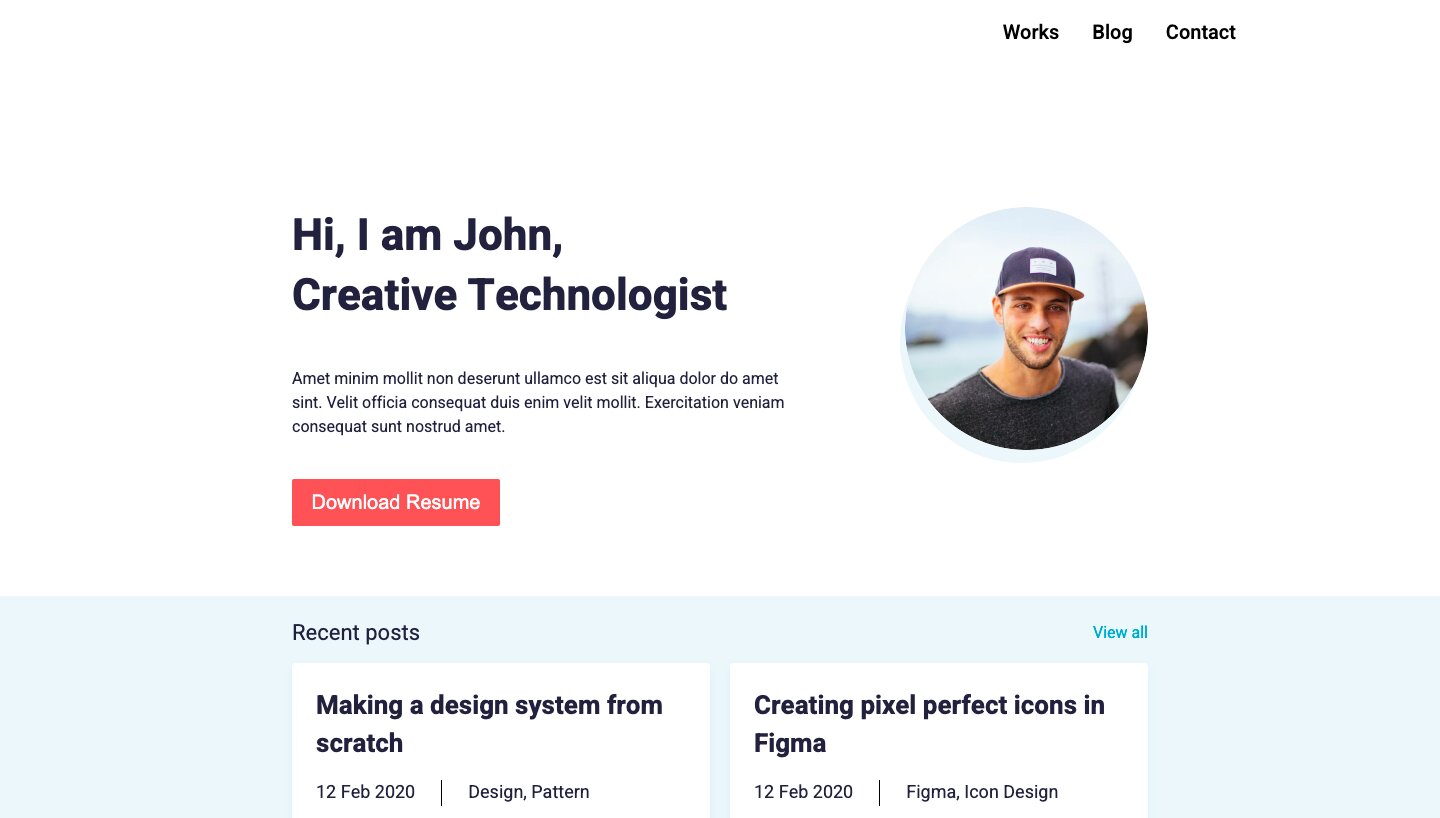 Works Blog Contact
Hi, I am John,
Creative Technologist
Amet minim mollit non deserunt ullamco est sit aliqua dolor do amet
sint. Velit officia consequat duis enim velit mollit. Exercitation veniam
consequat sunt nostrud amet.
Download Resume
Recent posts
View all
Making a design system from
scratch
12 Feb 2020
Design, Pattern
Creating pixel perfect icons in
Figma
12 Feb 2020
Figma, Icon Design